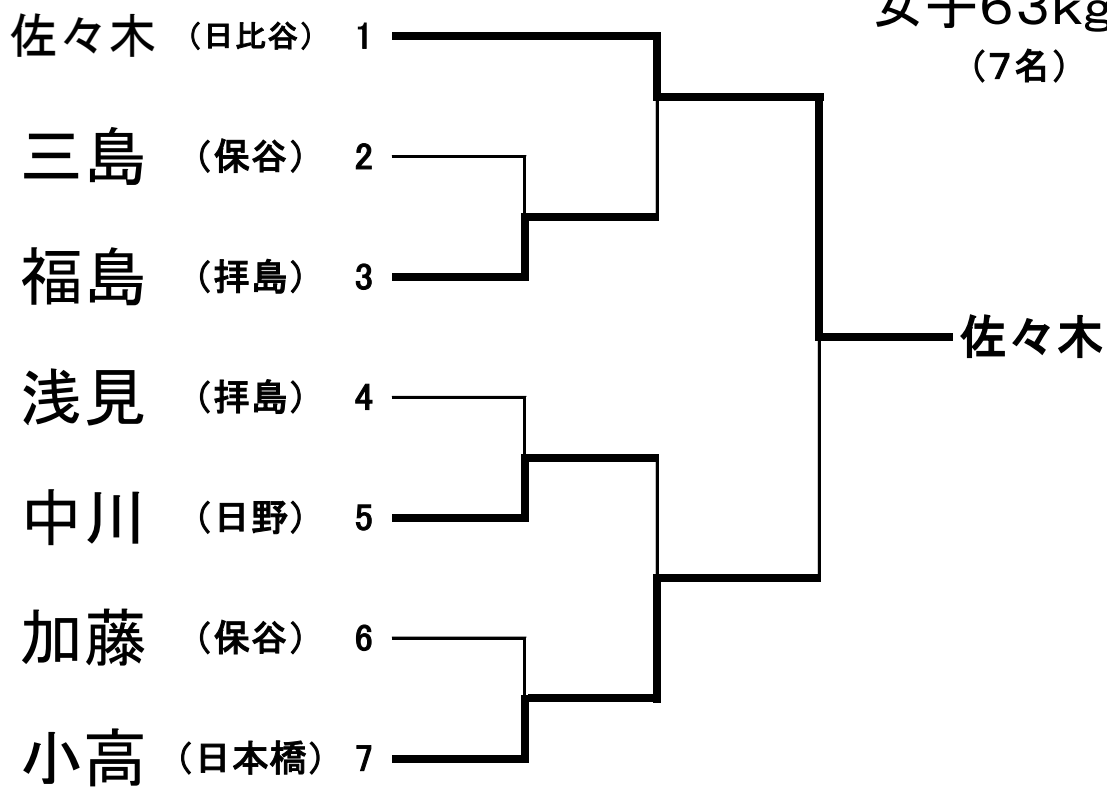 女子63kg
（7名）
佐々木 （日比谷） 1
三島 （保谷） 2
福島 （拝島） 3
佐々木
浅見 （拝島） 4
中川 （日野） 5
加藤 （保谷） 6
小高 （日本橋） 7